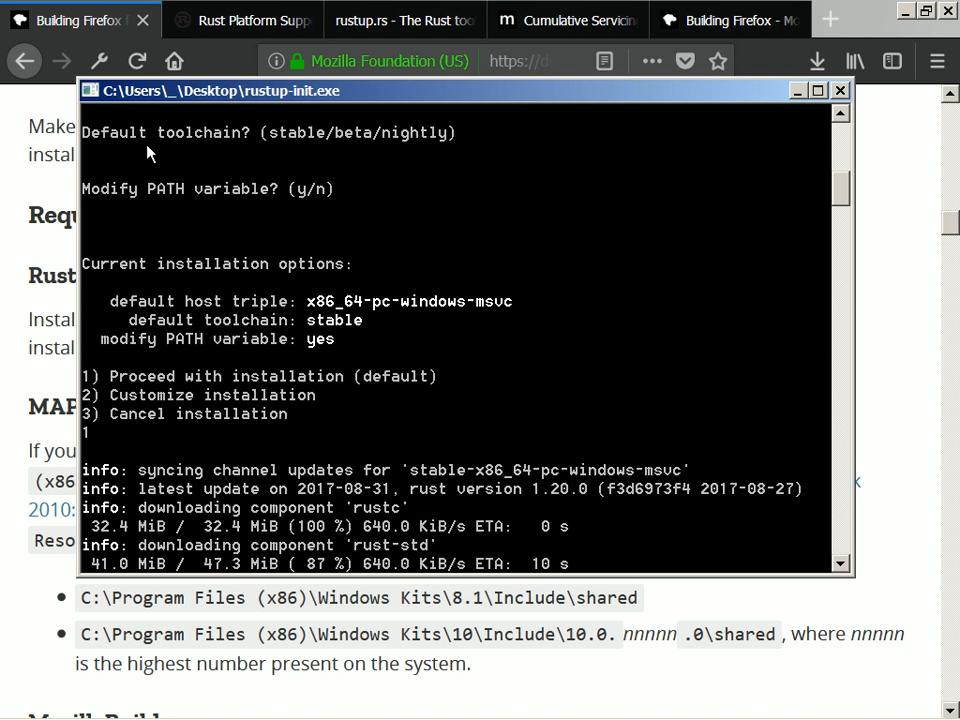 Building Firefox f
Rust Platform Supp
rustup.rs - The Rust too
Cumulative Servicin
Building Firefox - Mo
Mozilla Foundation (US)
https://d
C:\Users\_\Desktop\rustup-init.exe
Make
instal
Requ
Rust
Instal
instal
MAP
If you
(x86
x
2010:
Reso
Default toolchain? (stable/beta/nightly)
Modify PATH variable? (y/n)
Current installation options:
default host triple: x86_64-pc-windows-msvc
default toolchain: stable
modify PATH variable: yes
1) Proceed with installation (default)
2) Customize installation
3) Cancel installation
1
info: syncing channel updates for 'stable-x86_64-pc-windows-msvc'
info: latest update on 2017-08-31, rust version 1.20.0 (f3d6973f4 2017-08-27)
info: downloading component 'rustc'
32.4 MiB / 32.4 MiB (100 %) 640.0 KiB/s ETA: 0 s
info: downloading component 'rust-std'
41.0 MiB / 47.3 MiB ( 87 %) 640.0 KiB/s ETA: 10 s
C:\Program Files (x86)\Windows Kits\8.1\Include\shared
C:\Program Files (x86)\Windows Kits\10\Include\10.0. nnnnn .0\shared, where nnnnn
is the highest number present on the system.